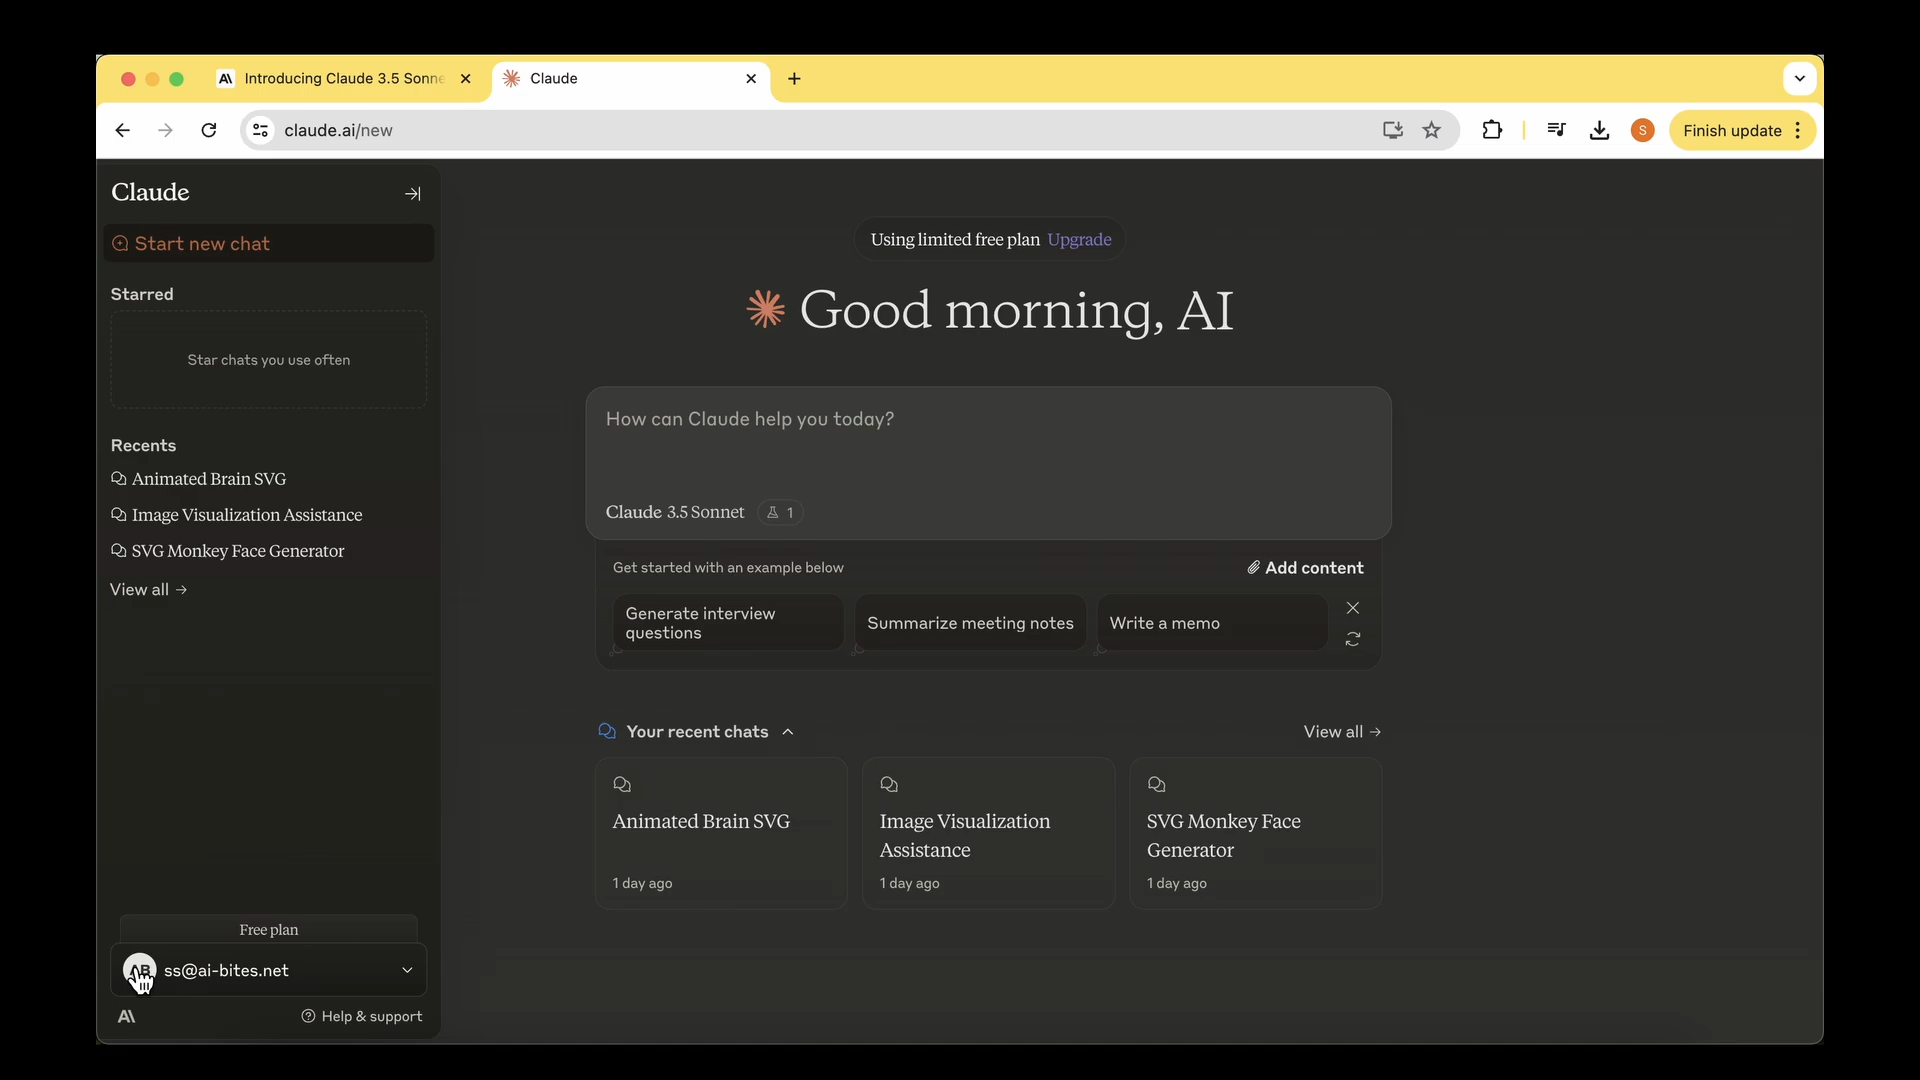 Introducing Claude 3.5 Sonne
Claude
claude.ai/new
S
Finish update
Claude
Start new chat
Starred
Star chats you use often
Recents
Animated Brain SVG
Image Visualization Assistance
SVG Monkey Face Generator
View all →
Free plan
ss@ai-bites.net
Help & support
Using limited free plan Upgrade
Good morning, AI
How can Claude help you today?
Claude 3.5 Sonnet 1
Get started with an example below
Add content
Generate interview
questions
Summarize meeting notes
Write a memo
Your recent chats
View all →
Animated Brain SVG
1 day ago
Image Visualization
Assistance
1 day ago
SVG Monkey Face
Generator
1 day ago